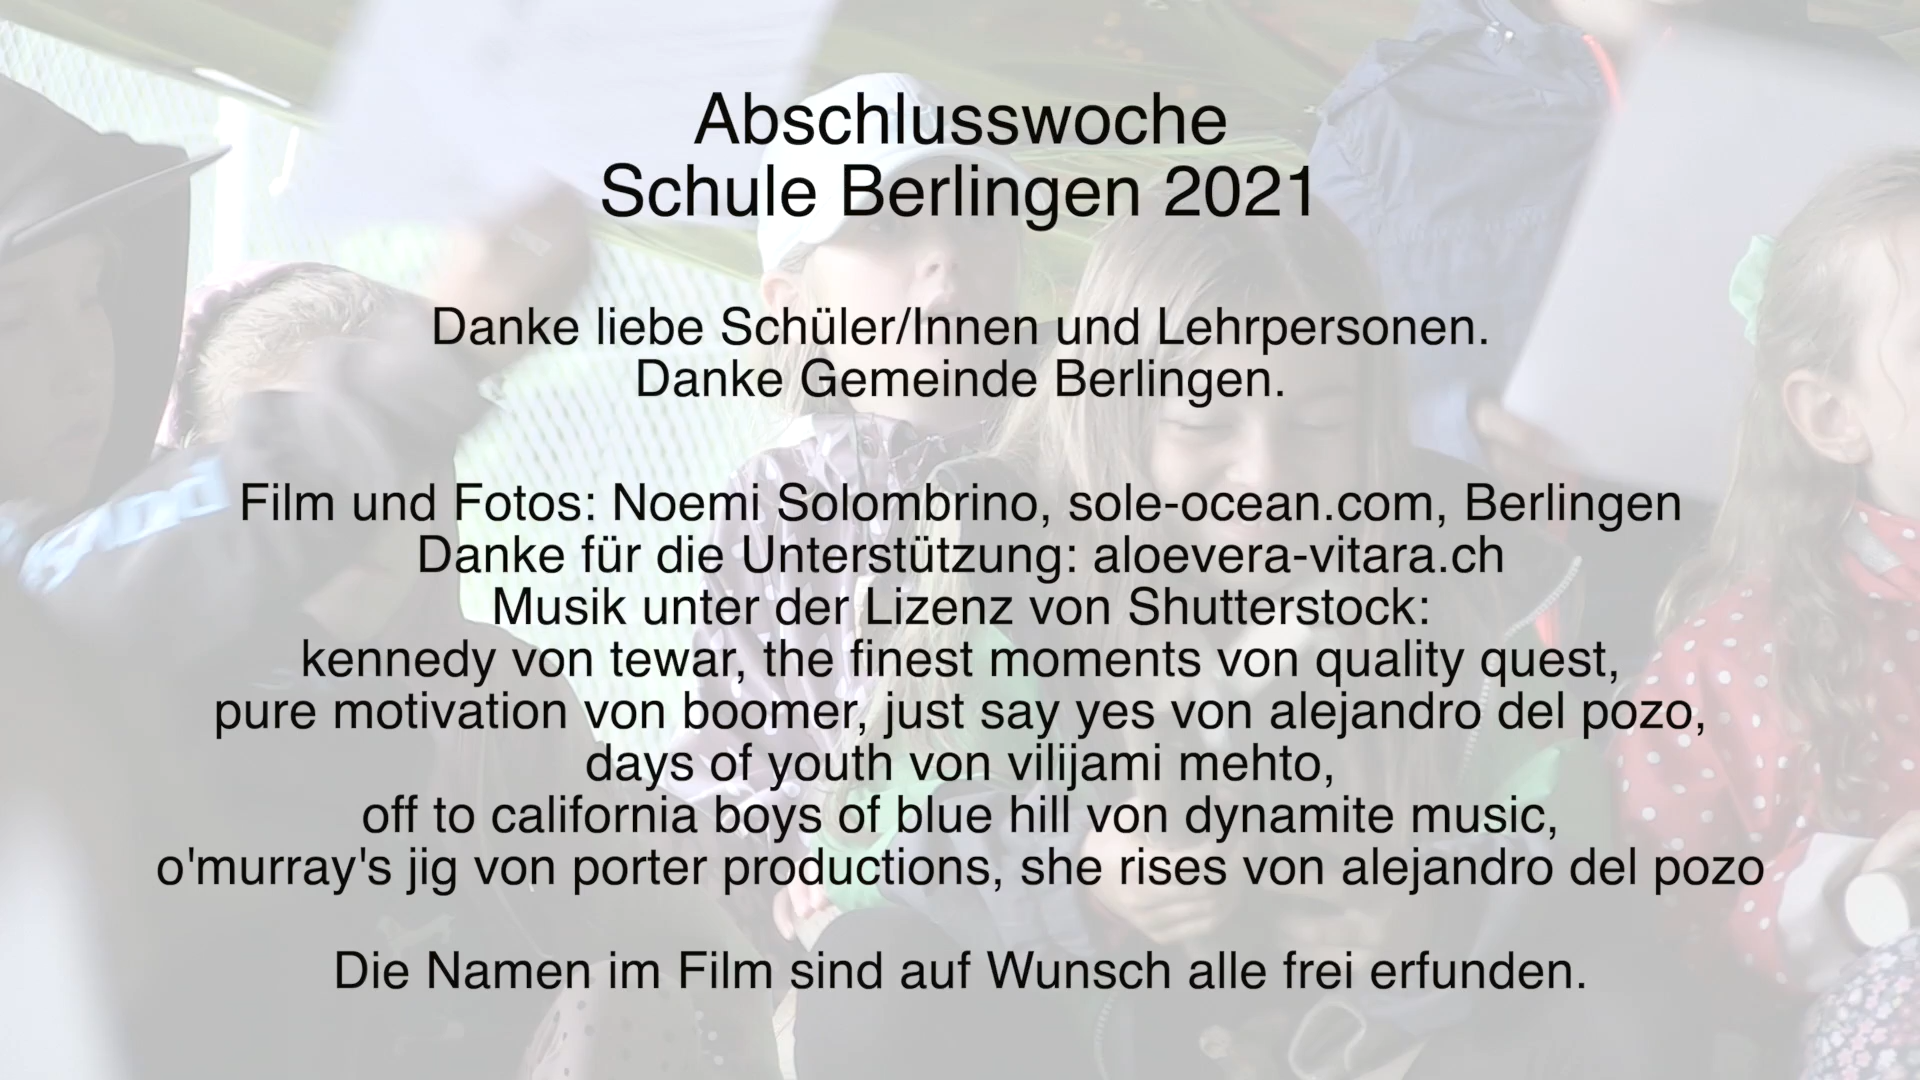 Abschlusswoche
Schule Berlingen 2021
Danke liebe Schüler/Innen und Lehrpersonen.
Danke Gemeinde Berlingen.
Film und Fotos: Noemi Solombrino, sole-ocean.com, Berlingen
Danke für die Unterstützung: aloevera-vitara.ch
Musik unter der Lizenz von Shutterstock:
kennedy von tewar, the finest moments von quality quest,
pure motivation von boomer, just say yes von alejandro del pozo,
days of youth von vilijami mehto,
off to california boys of blue hill von dynamite music,
o'murray's jig von porter productions, she rises von alejandro del pozo
Die Namen im Film sind auf Wunsch alle frei erfunden.